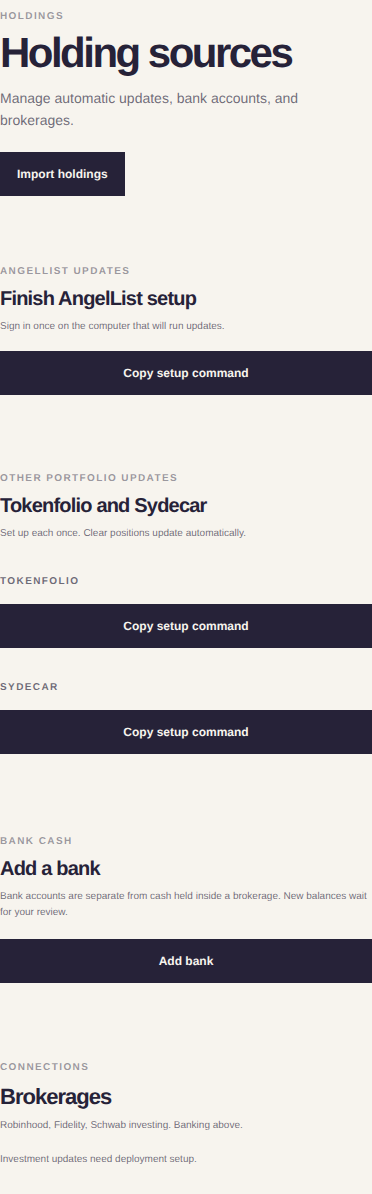 HOLDINGS
Holding sources
Manage automatic updates, bank accounts, and
brokerages.
Import holdings
ANGELLIST UPDATES
Finish AngelList setup
Sign in once on the computer that will run updates.
Copy setup command
OTHER PORTFOLIO UPDATES
Tokenfolio and Sydecar
Set up each once. Clear positions update automatically.
TOKENFOLIO
Copy setup command
SYDECAR
Copy setup command
BANK CASH
Add a bank
Bank accounts are separate from cash held inside a brokerage. New balances wait
for your review.
Add bank
CONNECTIONS
Brokerages
Robinhood, Fidelity, Schwab investing. Banking above.
Investment updates need deployment setup.